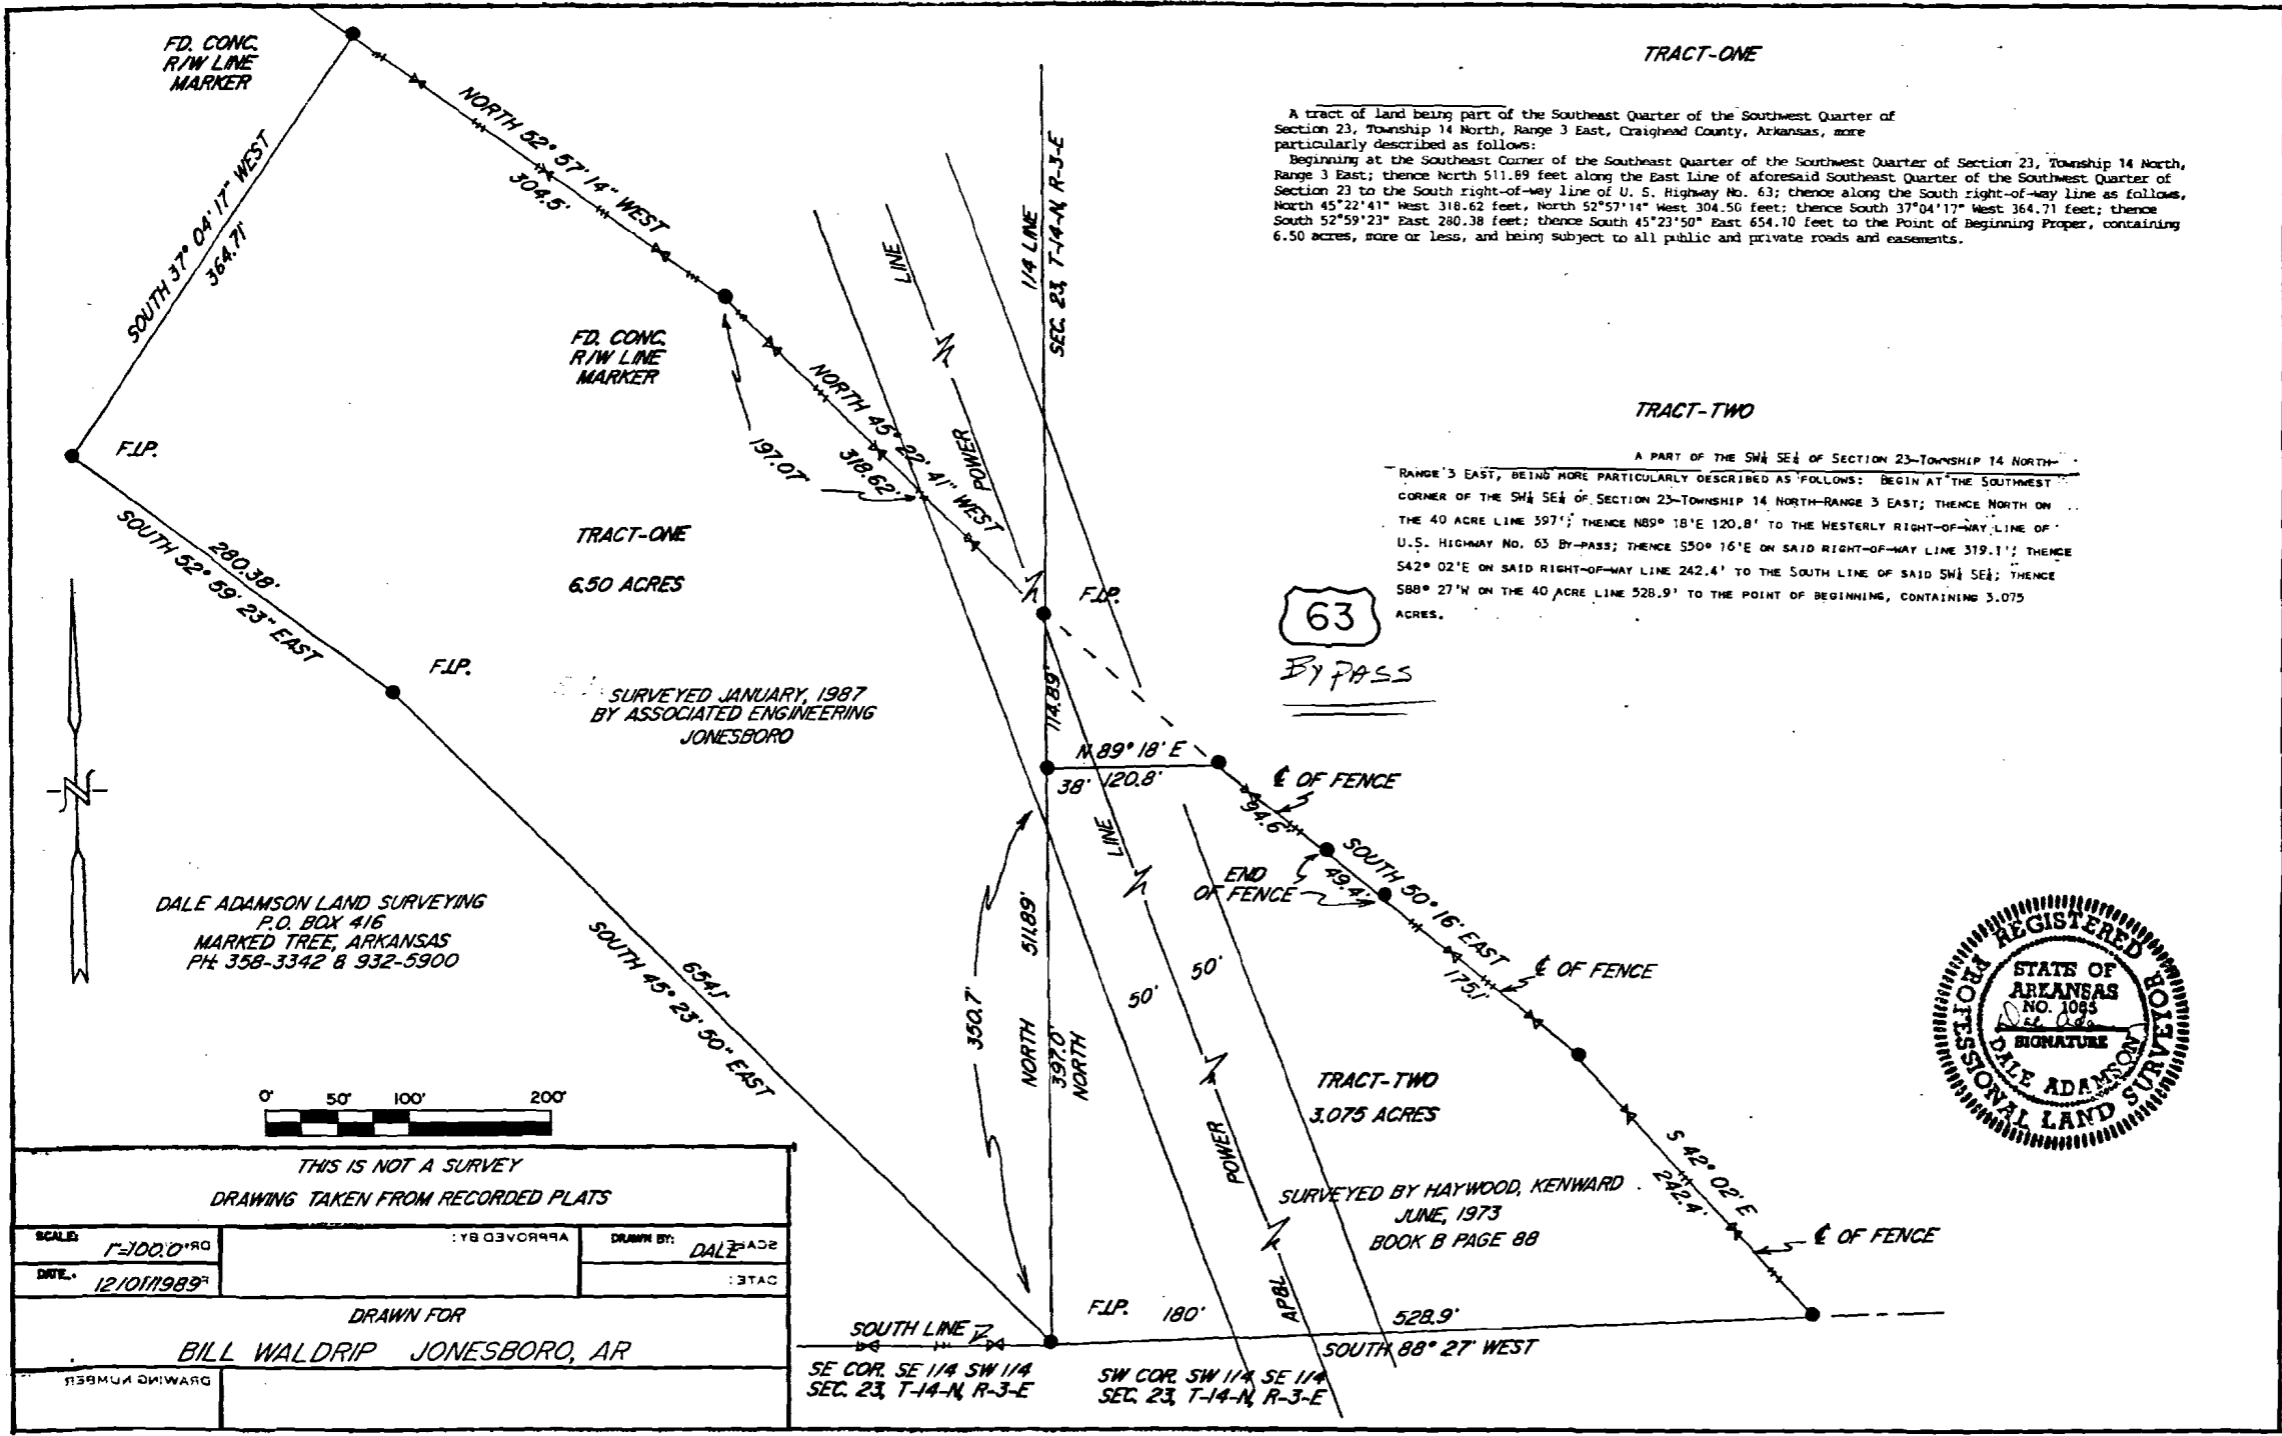 FD. CONC.
R/W LINE
MARKER
NORTH 52° 57' 14" WEST
304.5'
SOUTH 37° 04' 17" WEST
364.71'
FD. CONC.
R/W LINE
MARKER
197.07'
NORTH 45° 22' 41" WEST
318.62'
LINE
POWER
1/4 LINE
SEC. 23, T-14-N, R-3-E
F.I.P.
280.38'
SOUTH 52° 59' 23" EAST
F.I.P.
TRACT-ONE
6.50 ACRES
SURVEYED JANUARY, 1987
BY ASSOCIATED ENGINEERING
JONESBORO
F.I.P.
114.89'
N 89° 18' E
38' 120.8'
TRACT-ONE
A tract of land being part of the Southeast Quarter of the Southwest Quarter of
Section 23, Township 14 North, Range 3 East, Craighead County, Arkansas, more
particularly described as follows:
Beginning at the Southeast Corner of the Southeast Quarter of the Southwest Quarter of Section 23, Township 14 North,
Range 3 East; thence North 511.89 feet along the East Line of aforesaid Southeast Quarter of the Southwest Quarter of
Section 23 to the South right-of-way line of U. S. Highway No. 63; thence along the South right-of-way line as follows,
North 45°22'41" West 318.62 feet, North 52°57'14" West 304.50 feet; thence South 37°04'17" West 364.71 feet; thence
South 52°59'23" East 280.38 feet; thence South 45°23'50" East 654.10 feet to the Point of Beginning Proper, containing
6.50 acres, more or less, and being subject to all public and private roads and easements.
TRACT-TWO
A PART OF THE SW¼ SE¼ OF SECTION 23-TOWNSHIP 14 NORTH-
RANGE 3 EAST, BEING MORE PARTICULARLY DESCRIBED AS FOLLOWS: BEGIN AT THE SOUTHWEST
CORNER OF THE SW¼ SE¼ OF SECTION 23-TOWNSHIP 14 NORTH-RANGE 3 EAST; THENCE NORTH ON
THE 40 ACRE LINE 397'; THENCE N89° 18'E 120.8' TO THE WESTERLY RIGHT-OF-WAY LINE OF
U.S. HIGHWAY NO. 63 BY-PASS; THENCE S50° 16'E ON SAID RIGHT-OF-WAY LINE 319.1'; THENCE
S42° 02'E ON SAID RIGHT-OF-WAY LINE 242.4' TO THE SOUTH LINE OF SAID SW¼ SE¼; THENCE
S88° 27'W ON THE 40 ACRE LINE 528.9' TO THE POINT OF BEGINNING, CONTAINING 3.075
ACRES.
63
BY PASS
℄ OF FENCE
94.6'
END
OF FENCE
49.4'
SOUTH 50° 16' EAST
175.1'
℄ OF FENCE
LINE
50'
50'
350.7'
NORTH 511.89'
397.0'
NORTH
POWER
AP&L
TRACT-TWO
3.075 ACRES
SURVEYED BY HAYWOOD, KENWARD
JUNE, 1973
BOOK B PAGE 88
S 42° 02' E
242.4'
℄ OF FENCE
N
DALE ADAMSON LAND SURVEYING
P.O. BOX 416
MARKED TREE, ARKANSAS
PH: 358-3342 & 932-5900
654.1'
SOUTH 45° 23' 50" EAST
0' 50' 100' 200'
REGISTERED
PROFESSIONAL LAND SURVEYOR
STATE OF
ARKANSAS
NO. 1085
SIGNATURE
DALE ADAMSON
F.I.P.
180'
528.9'
SOUTH 88° 27' WEST
SOUTH LINE
SE COR. SE 1/4 SW 1/4
SEC. 23, T-14-N, R-3-E
SW COR. SW 1/4 SE 1/4
SEC. 23, T-14-N, R-3-E
THIS IS NOT A SURVEY
DRAWING TAKEN FROM RECORDED PLATS
SCALE: 1"=100.0'
APPROVED BY:
DRAWN BY: DALE
SCALE:
DATE: 12/01/1989
DATE:
DRAWN FOR
BILL WALDRIP JONESBORO, AR
DRAWING NUMBER